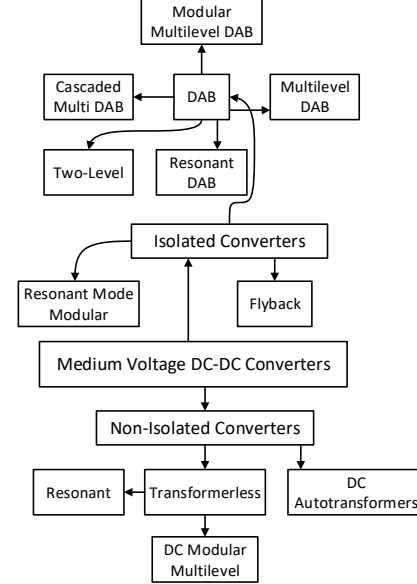 Modular
Multilevel DAB
Cascaded
Multi DAB
DAB
Multilevel
DAB
Two-Level
Resonant
DAB
Isolated Converters
Resonant Mode
Modular
Flyback
Medium Voltage DC-DC Converters
Non-Isolated Converters
Resonant
Transformerless
DC
Autotransformers
DC Modular
Multilevel